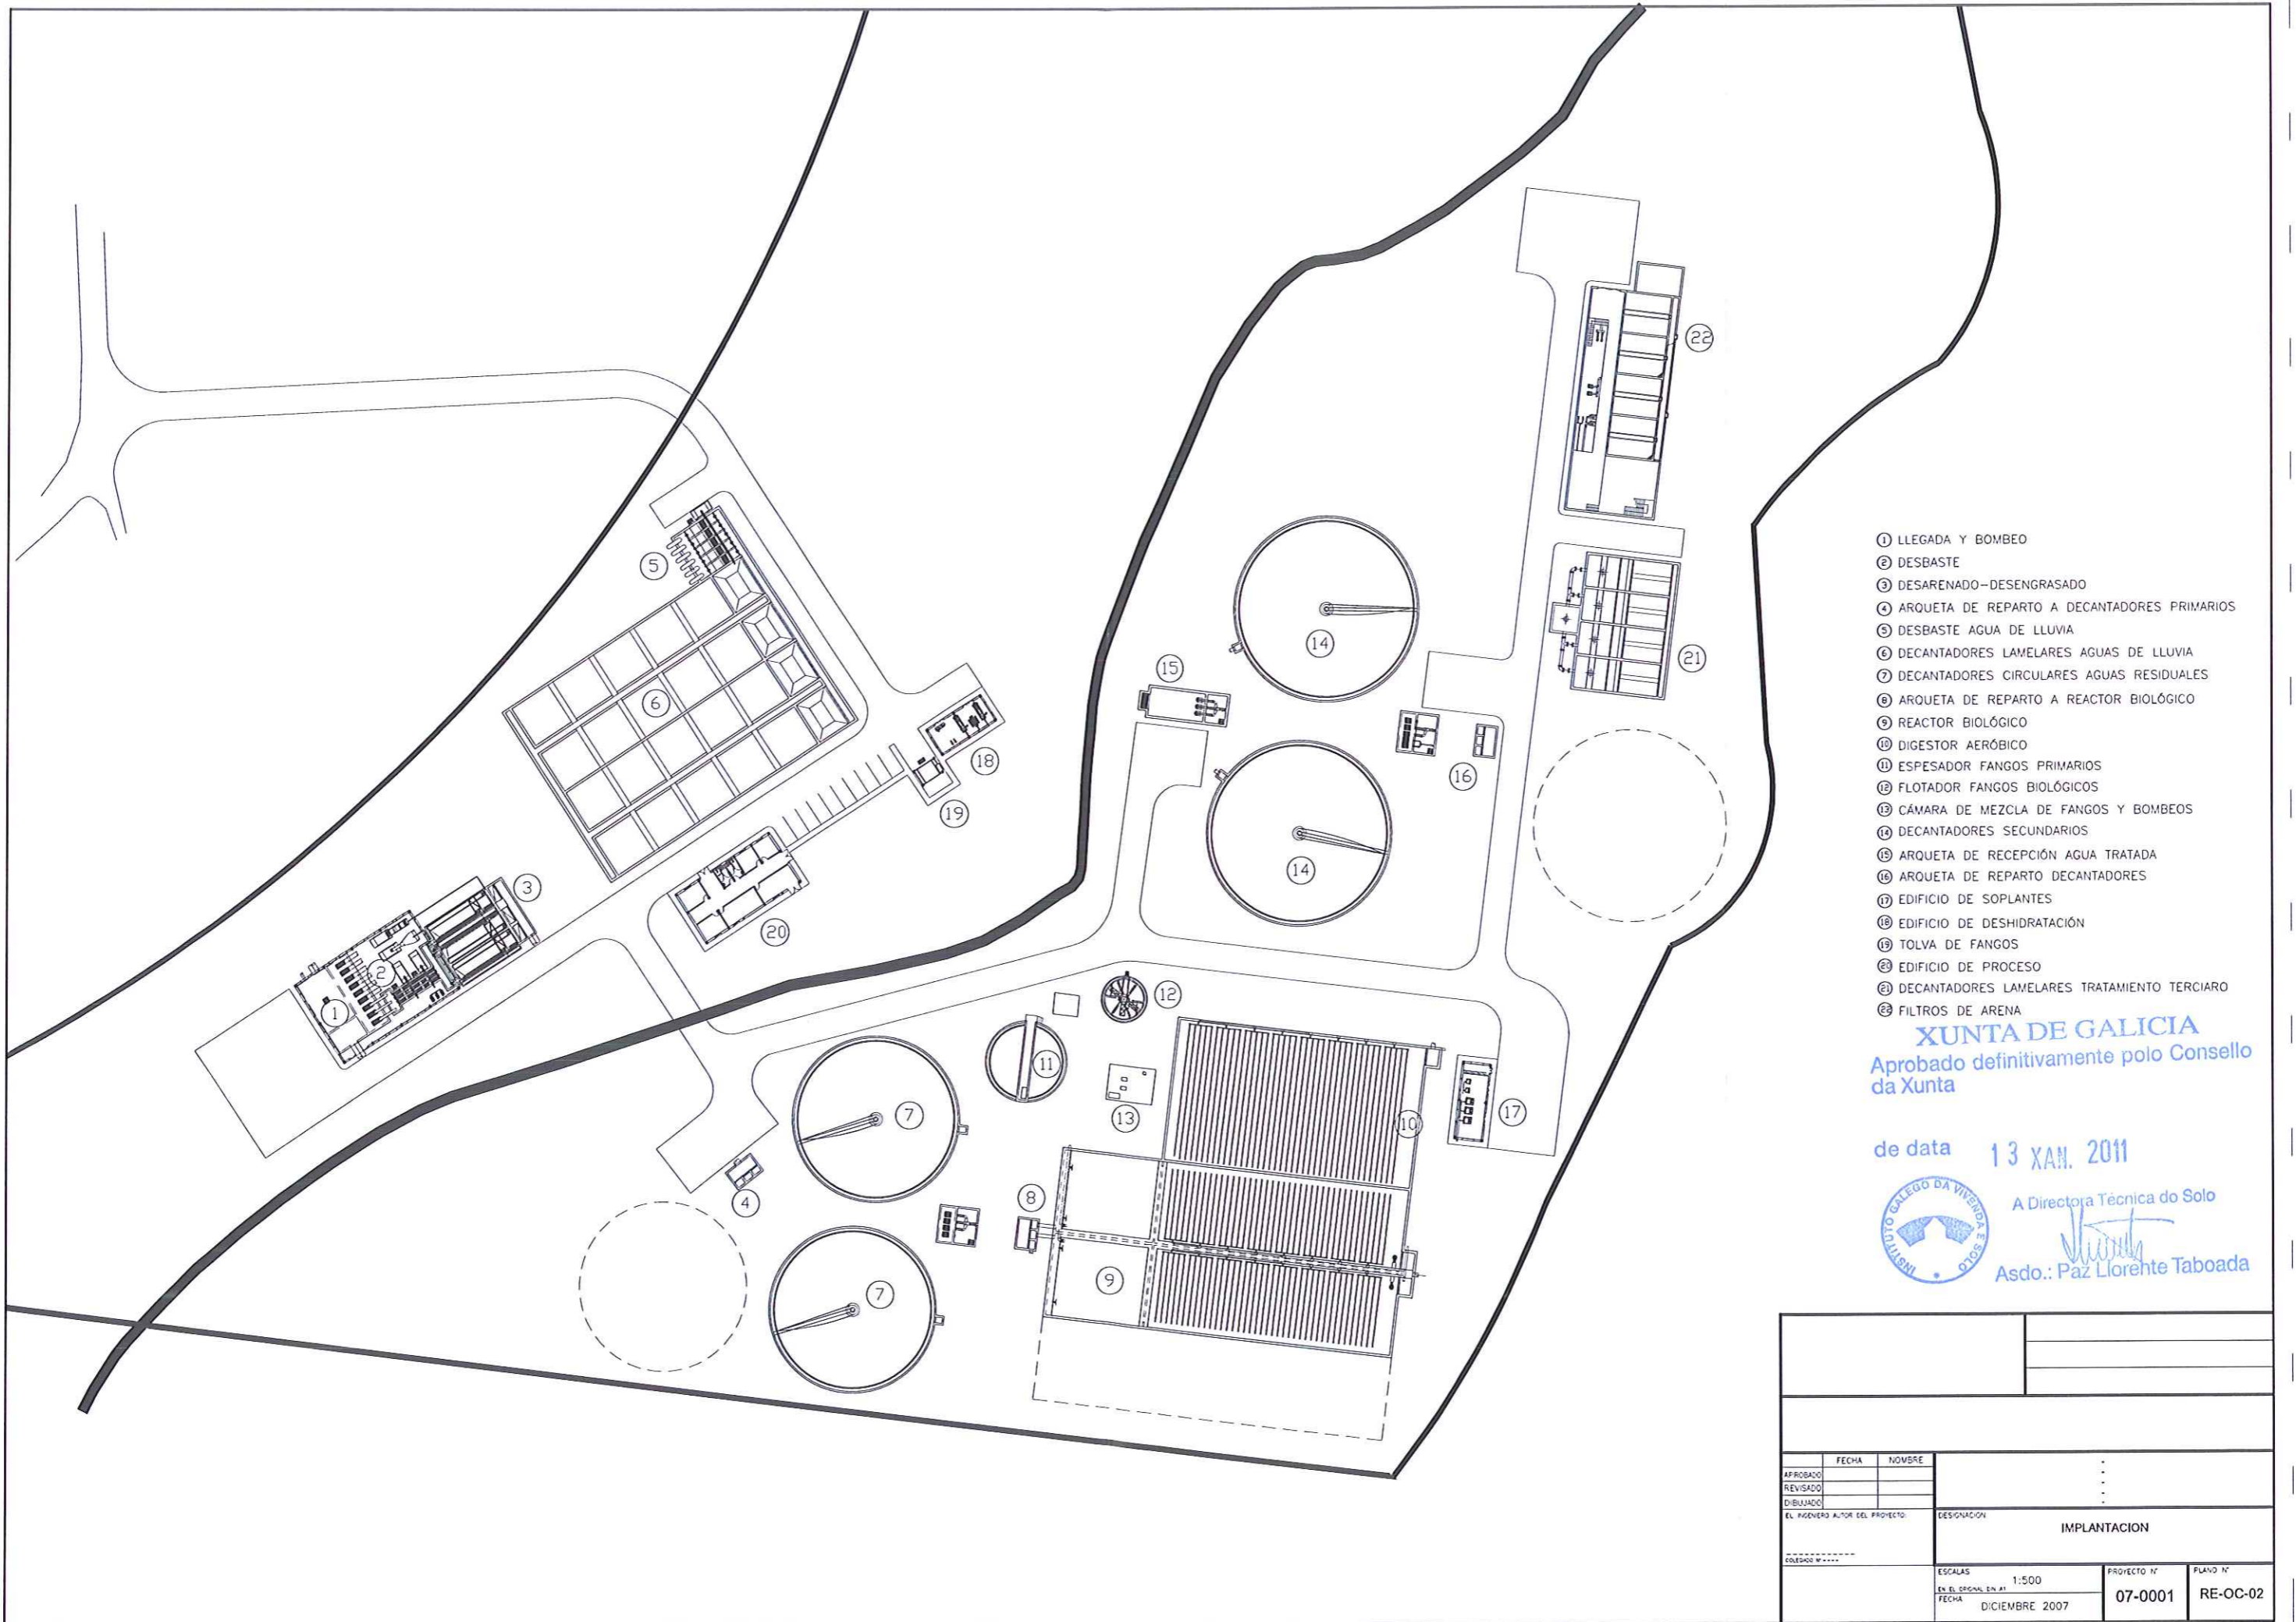 22
5
14
15
21
6
18
16
19
3
14
20
2
1
12
11
7
13
10
17
4
8
9
7
① LLEGADA Y BOMBEO
② DESBASTE
③ DESARENADO-DESENGRASADO
④ ARQUETA DE REPARTO A DECANTADORES PRIMARIOS
⑤ DESBASTE AGUA DE LLUVIA
⑥ DECANTADORES LAMELARES AGUAS DE LLUVIA
⑦ DECANTADORES CIRCULARES AGUAS RESIDUALES
⑧ ARQUETA DE REPARTO A REACTOR BIOLÓGICO
⑨ REACTOR BIOLÓGICO
⑩ DIGESTOR AERÓBICO
⑪ ESPESADOR FANGOS PRIMARIOS
⑫ FLOTADOR FANGOS BIOLÓGICOS
⑬ CÁMARA DE MEZCLA DE FANGOS Y BOMBEOS
⑭ DECANTADORES SECUNDARIOS
⑮ ARQUETA DE RECEPCIÓN AGUA TRATADA
⑯ ARQUETA DE REPARTO DECANTADORES
⑰ EDIFICIO DE SOPLANTES
⑱ EDIFICIO DE DESHIDRATACIÓN
⑲ TOLVA DE FANGOS
⑳ EDIFICIO DE PROCESO
㉑ DECANTADORES LAMELARES TRATAMIENTO TERCIARO
㉒ FILTROS DE ARENA
XUNTA DE GALICIA
Aprobado definitivamente polo Consello
da Xunta
de data 13 XAN. 2011
INSTITUTO GALEGO DA VIVENDA E SOLO
A Directora Técnica do Solo
Asdo.: Paz Llorente Taboada
FECHA NOMBRE
APROBADO
REVISADO
DIBUJADO
EL INGENIERO AUTOR DEL PROYECTO:
COLEGIADO Nº ----
DESIGNACION
IMPLANTACION
ESCALAS
1:500
EN EL ORIGINAL DIN A1
FECHA
DICIEMBRE 2007
PROYECTO Nº
07-0001
PLANO Nº
RE-OC-02